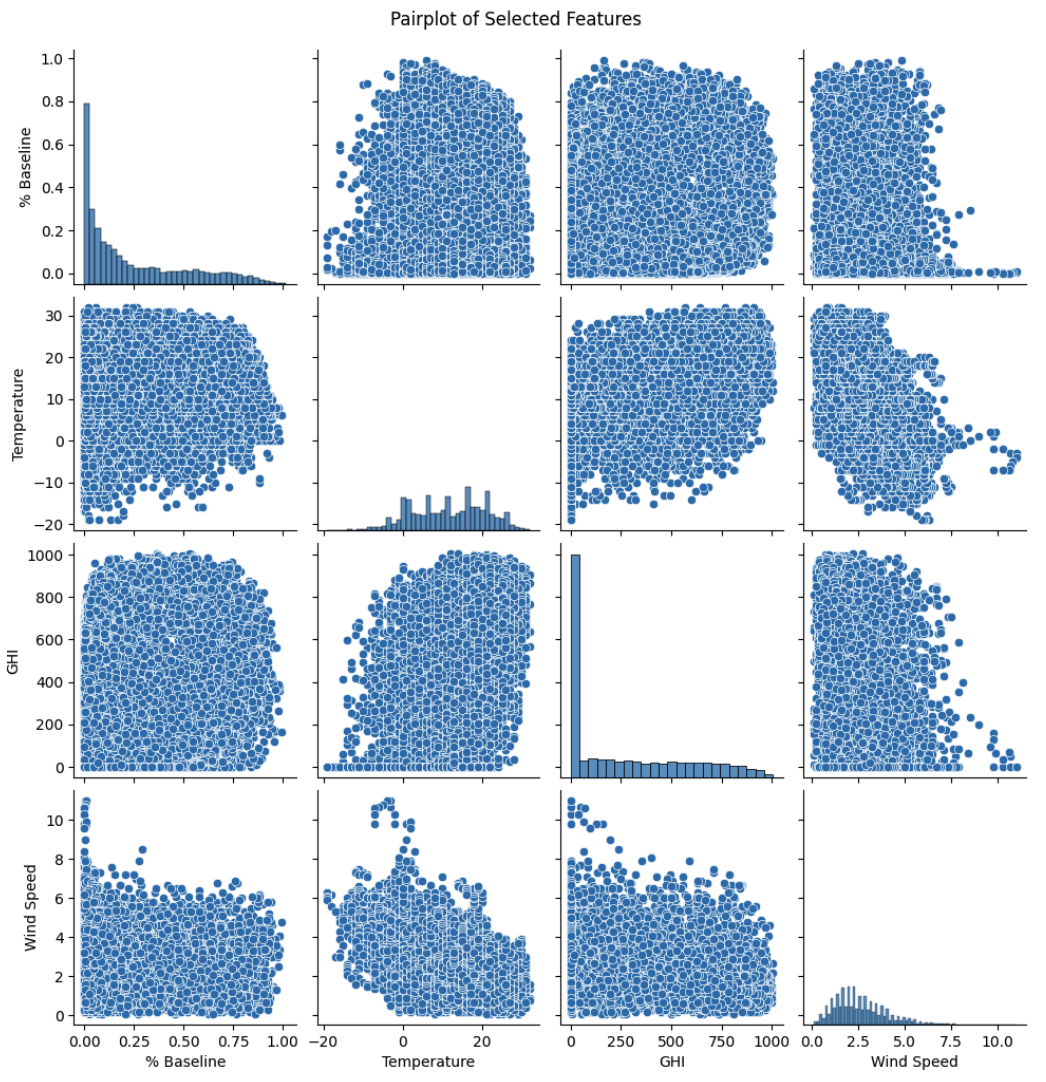 Pairplot of Selected Features
1.0
0.8
0.6
0.4
0.2
0.0
% Baseline
30
20
10
0
−10
−20
Temperature
1000
800
600
400
200
0
GHI
10
8
6
4
2
0
Wind Speed
0.00 0.25 0.50 0.75 1.00
% Baseline
−20 0 20
Temperature
0 250 500 750 1000
GHI
0.0 2.5 5.0 7.5 10.0
Wind Speed